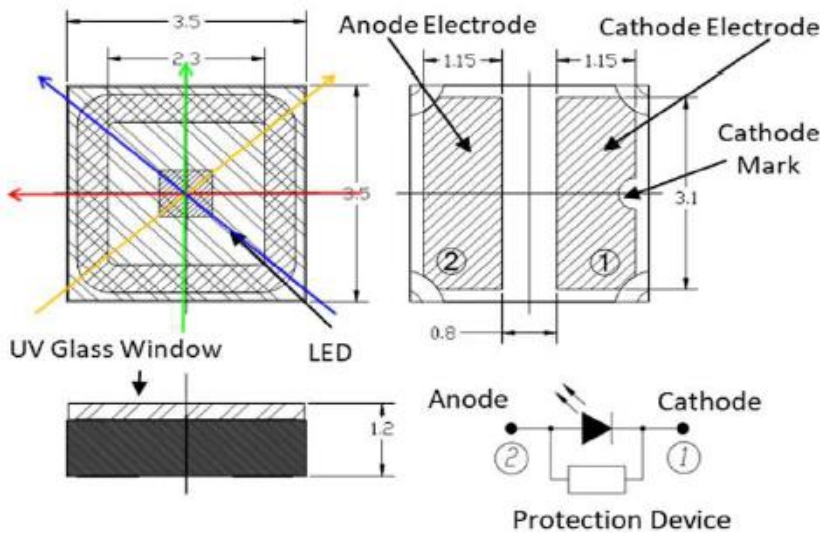 3.5
2.3
3.5
Anode Electrode
Cathode Electrode
1.15
1.15
Cathode
Mark
3.1
②
①
0.8
UV Glass Window
LED
1.2
Anode
Cathode
②
①
Protection Device